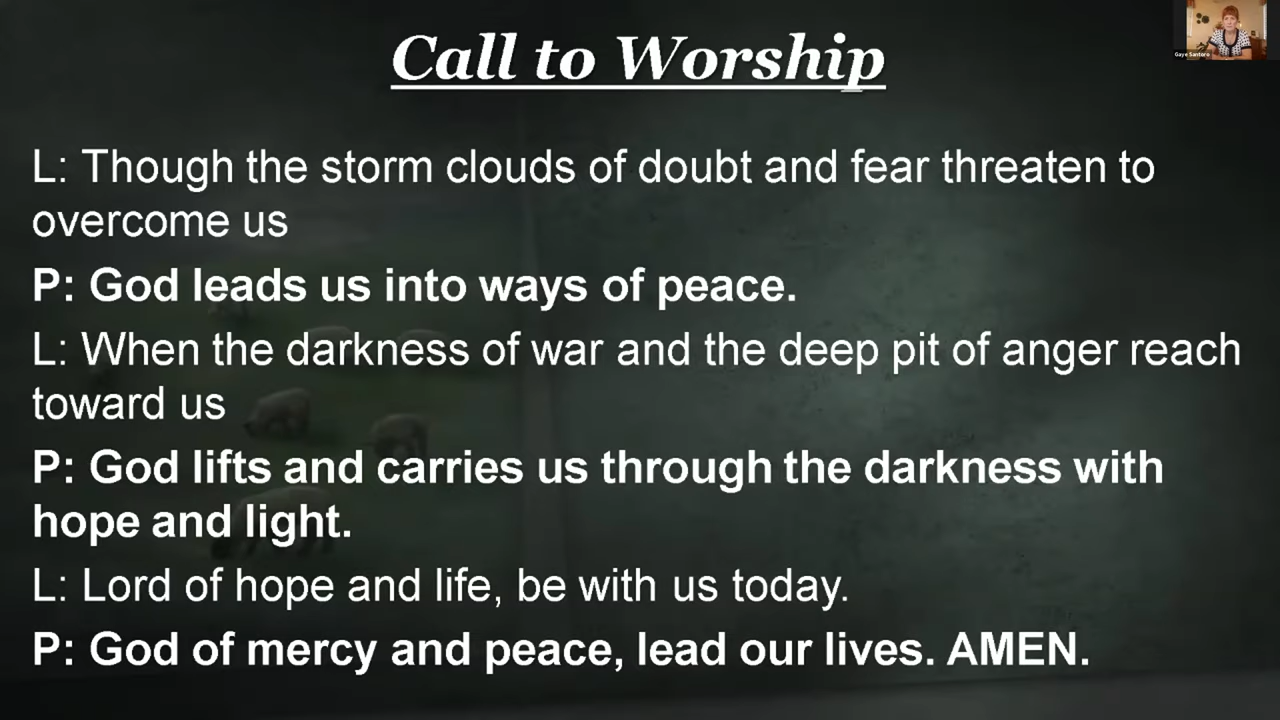 Call to Worship
Gaye Santoro
L: Though the storm clouds of doubt and fear threaten to
overcome us
P: God leads us into ways of peace.
L: When the darkness of war and the deep pit of anger reach
toward us
P: God lifts and carries us through the darkness with
hope and light.
L: Lord of hope and life, be with us today.
P: God of mercy and peace, lead our lives. AMEN.